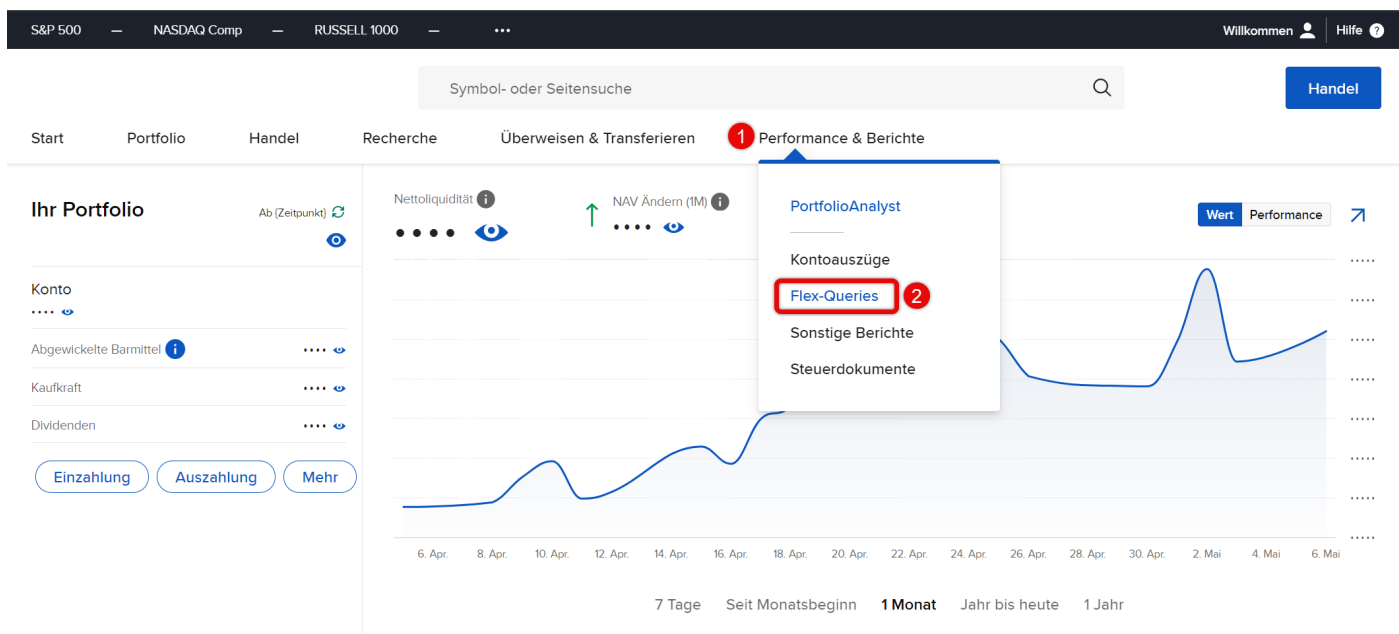 S&P 500 – NASDAQ Comp – RUSSELL 1000 – ••• Willkommen Hilfe ?
Symbol- oder Seitensuche
Handel
Start Portfolio Handel Recherche Überweisen & Transferieren 1 Performance & Berichte
Ihr Portfolio
Ab (Zeitpunkt)
Konto
•••• 
Abgewickelte Barmittel i ••••
Kaufkraft ••••
Dividenden ••••
Einzahlung Auszahlung Mehr
Nettoliquidität i
••••
NAV Ändern (1M) i
••••
PortfolioAnalyst
Kontoauszüge
Flex-Queries 2
Sonstige Berichte
Steuerdokumente
Wert Performance
•••••
•••••
•••••
•••••
•••••
•••••
•••••
•••••
6. Apr. 8. Apr. 10. Apr. 12. Apr. 14. Apr. 16. Apr. 18. Apr. 20. Apr. 22. Apr. 24. Apr. 26. Apr. 28. Apr. 30. Apr. 2. Mai 4. Mai 6. Mai
7 Tage Seit Monatsbeginn 1 Monat Jahr bis heute 1 Jahr